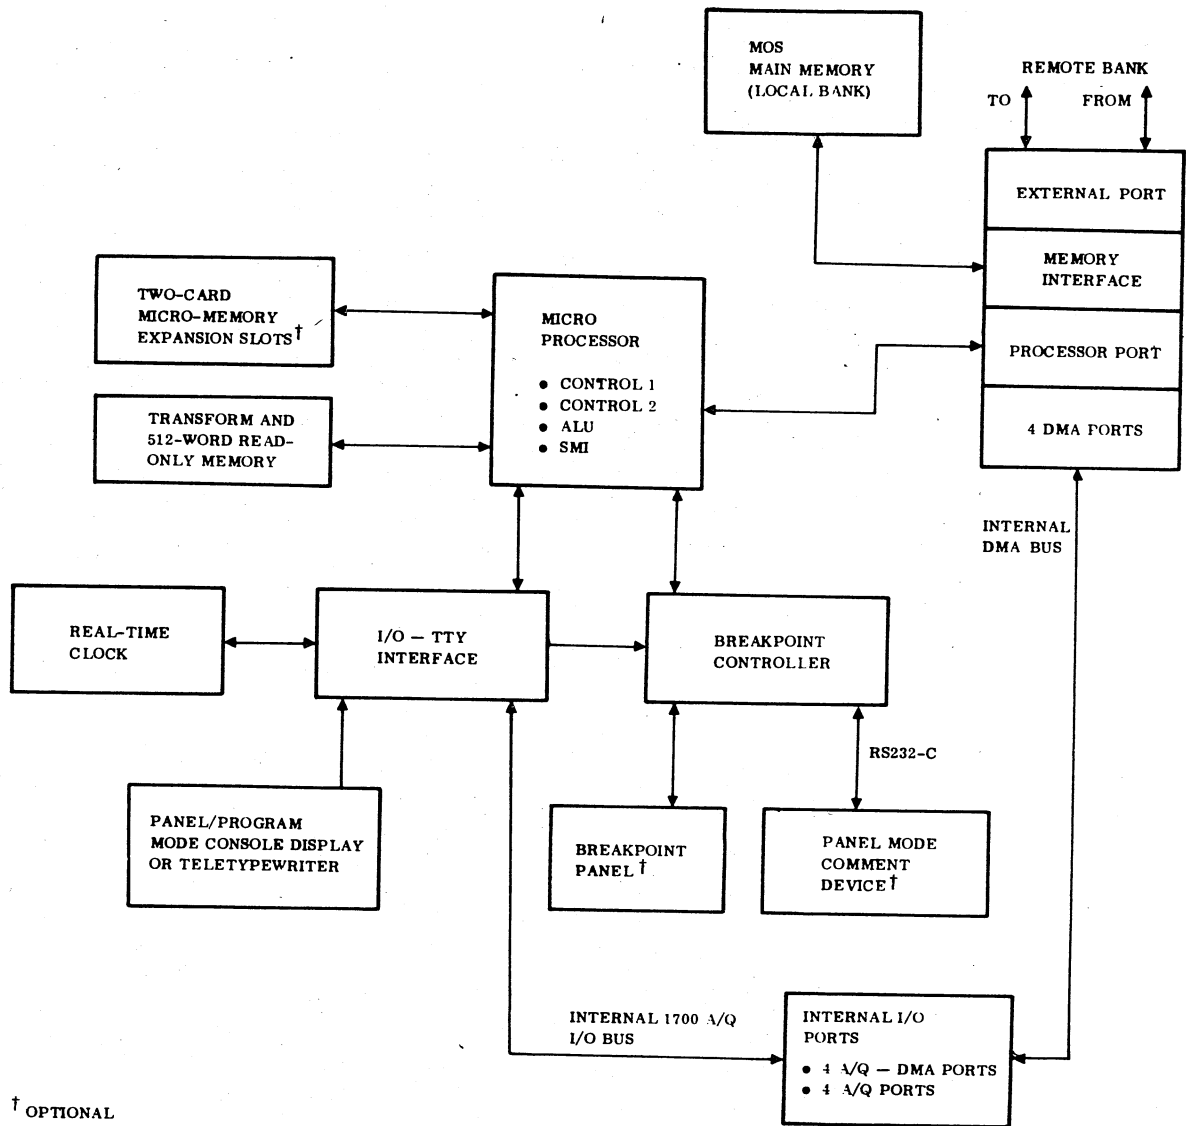 MOS
MAIN MEMORY
(LOCAL BANK)
REMOTE BANK
TO
FROM
EXTERNAL PORT
MEMORY
INTERFACE
PROCESSOR PORT
4 DMA PORTS
TWO-CARD
MICRO-MEMORY
EXPANSION SLOTS†
TRANSFORM AND
512-WORD READ-
ONLY MEMORY
MICRO
PROCESSOR
• CONTROL 1
• CONTROL 2
• ALU
• SMI
INTERNAL
DMA BUS
REAL-TIME
CLOCK
I/O — TTY
INTERFACE
BREAKPOINT
CONTROLLER
RS232-C
PANEL/PROGRAM
MODE CONSOLE DISPLAY
OR TELETYPEWRITER
BREAKPOINT
PANEL†
PANEL MODE
COMMENT
DEVICE†
INTERNAL 1700 A/Q
I/O BUS
INTERNAL I/O
PORTS
• 4 A/Q — DMA PORTS
• 4 A/Q PORTS
† OPTIONAL